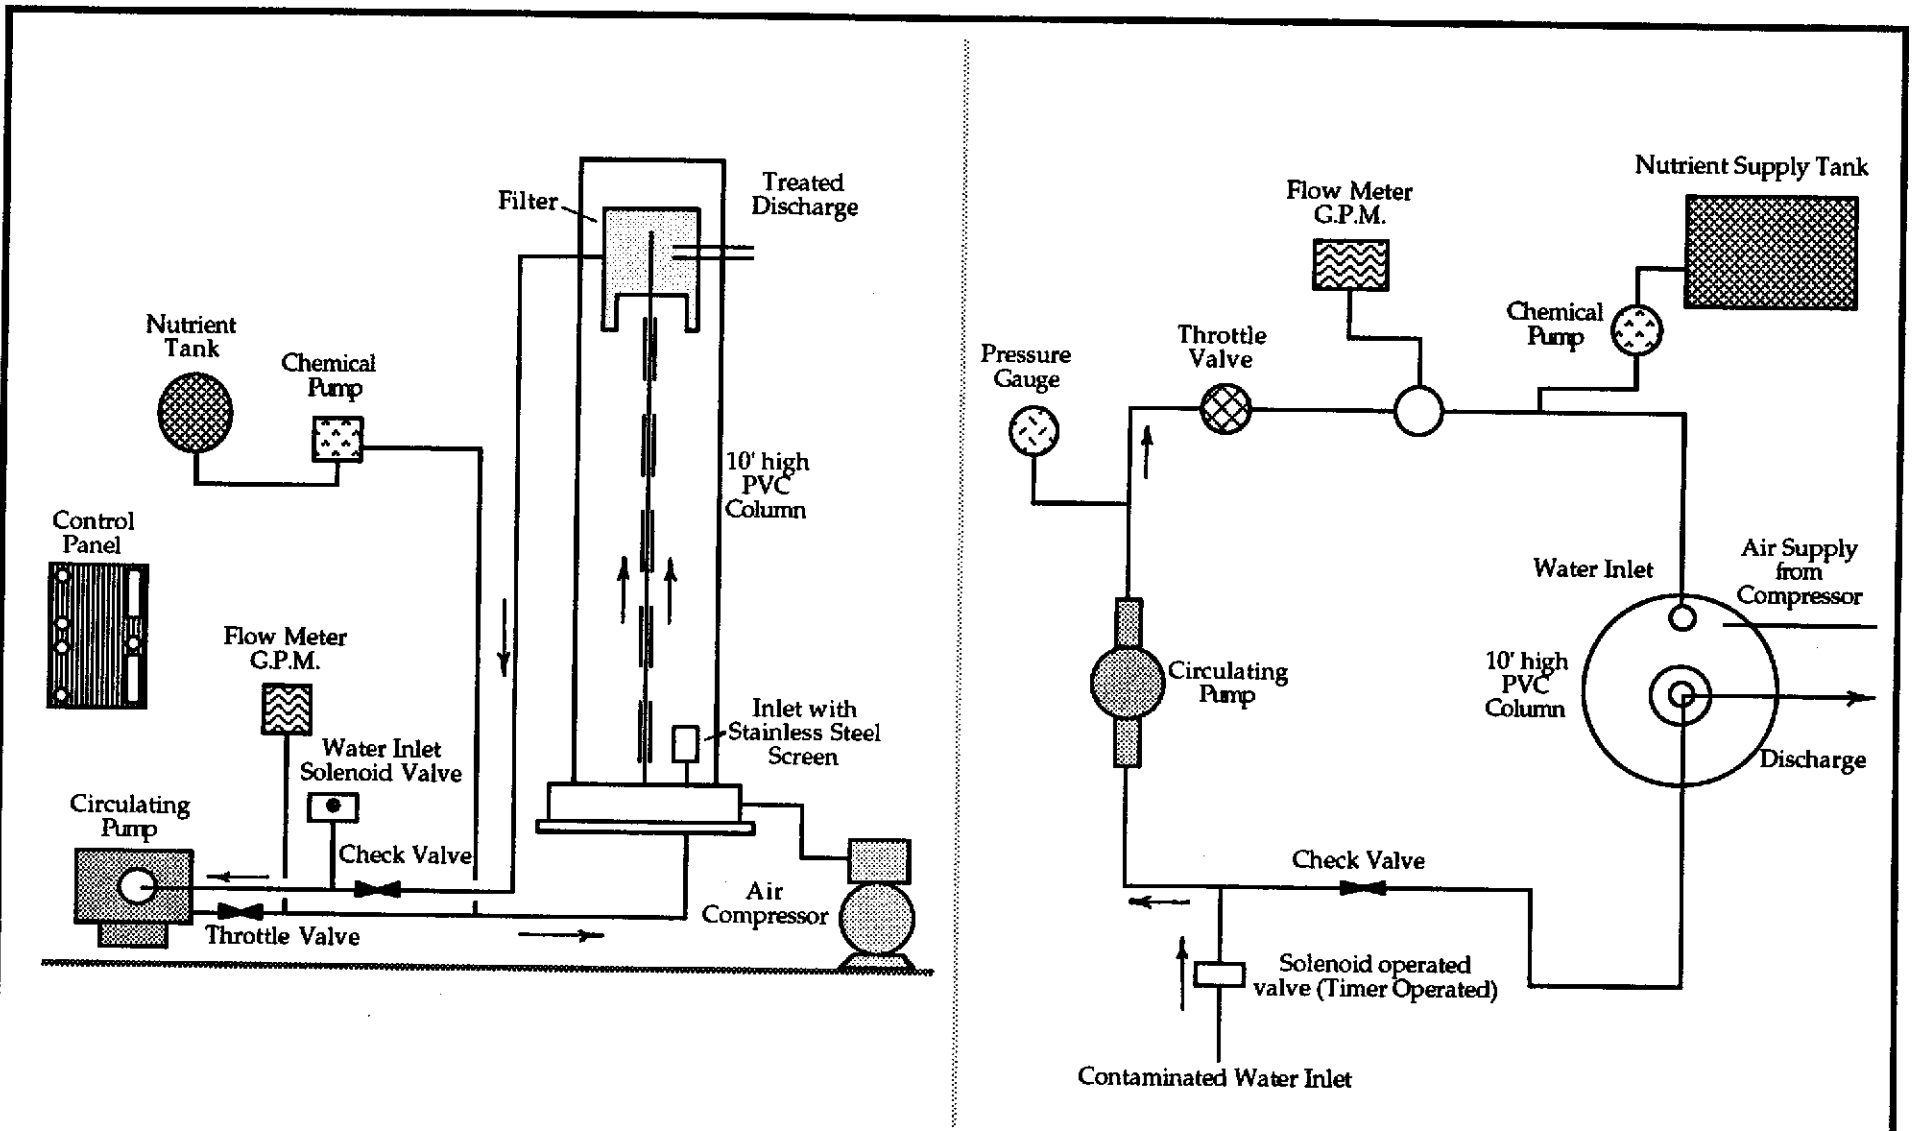 Filter
Treated
Discharge
Nutrient
Tank
Chemical
Pump
10' high
PVC
Column
Control
Panel
Flow Meter
G.P.M.
Water Inlet
Solenoid Valve
Inlet with
Stainless Steel
Screen
Circulating
Pump
Check Valve
Throttle Valve
Air
Compressor
Nutrient Supply Tank
Flow Meter
G.P.M.
Chemical
Pump
Throttle
Valve
Pressure
Gauge
Water Inlet
Air Supply
from
Compressor
10' high
PVC
Column
Circulating
Pump
Discharge
Check Valve
Solenoid operated
valve (Timer Operated)
Contaminated Water Inlet